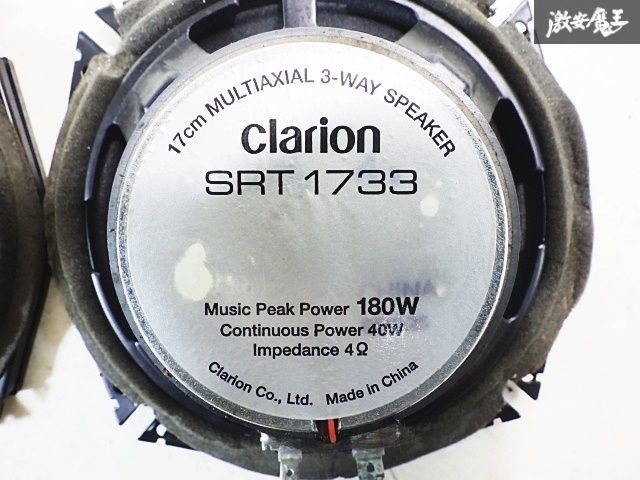 激安魔王
17cm MULTIAXIAL 3-WAY SPEAKER
clarion
SRT 1733
Music Peak Power 180W
Continuous Power 40W
Impedance 4Ω
Clarion Co., Ltd. Made in China